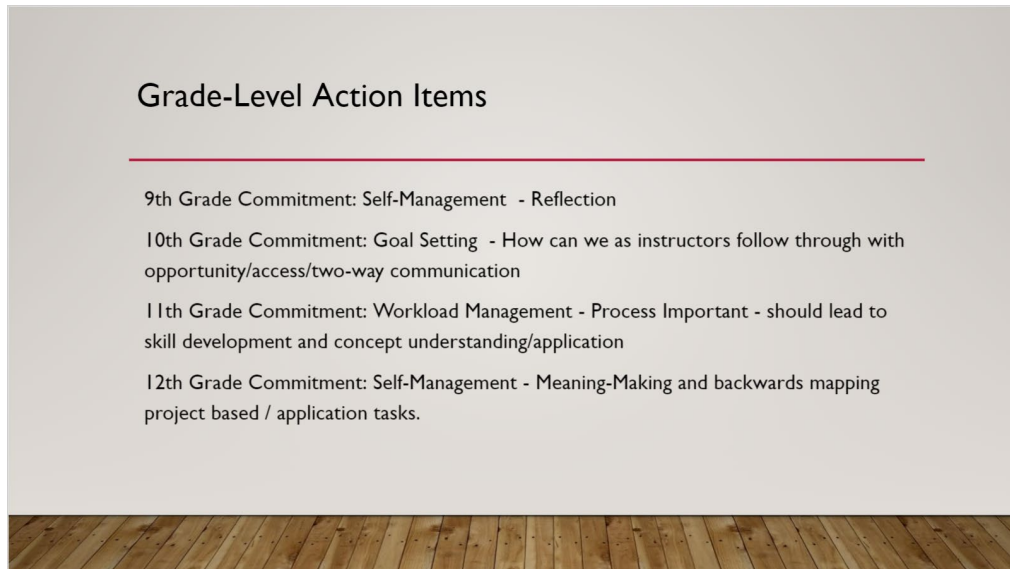 Grade-Level Action Items
9th Grade Commitment: Self-Management  - Reflection
10th Grade Commitment: Goal Setting  - How can we as instructors follow through with
opportunity/access/two-way communication
11th Grade Commitment: Workload Management - Process Important - should lead to
skill development and concept understanding/application
12th Grade Commitment: Self-Management - Meaning-Making and backwards mapping
project based / application tasks.